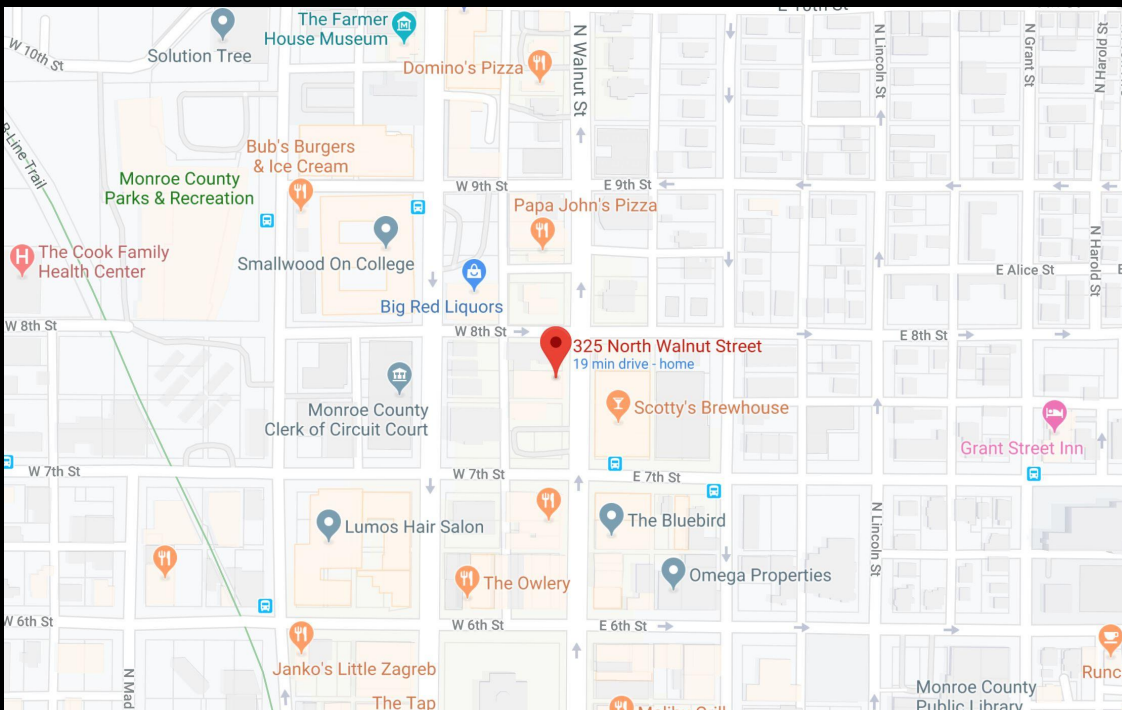 E 10th St
The Farmer
House Museum
W 10th St
Solution Tree
Domino's Pizza
N Walnut St
N Lincoln St
N Grant St
N Harold St
B-Line-Trail
Bub's Burgers
& Ice Cream
Monroe County
Parks & Recreation
W 9th St
E 9th St
Papa John's Pizza
H
The Cook Family
Health Center
Smallwood On College
N Harold St
E Alice St
Big Red Liquors
W 8th St
W 8th St
E 8th St
325 North Walnut Street
19 min drive - home
Monroe County
Clerk of Circuit Court
Scotty's Brewhouse
Grant Street Inn
W 7th St
W 7th St
E 7th St
Lumos Hair Salon
The Bluebird
N Lincoln St
The Owlery
Omega Properties
W 6th St
W 6th St
E 6th St
Janko's Little Zagreb
N Mad
The Tap
Monroe County
Public Library
Runc